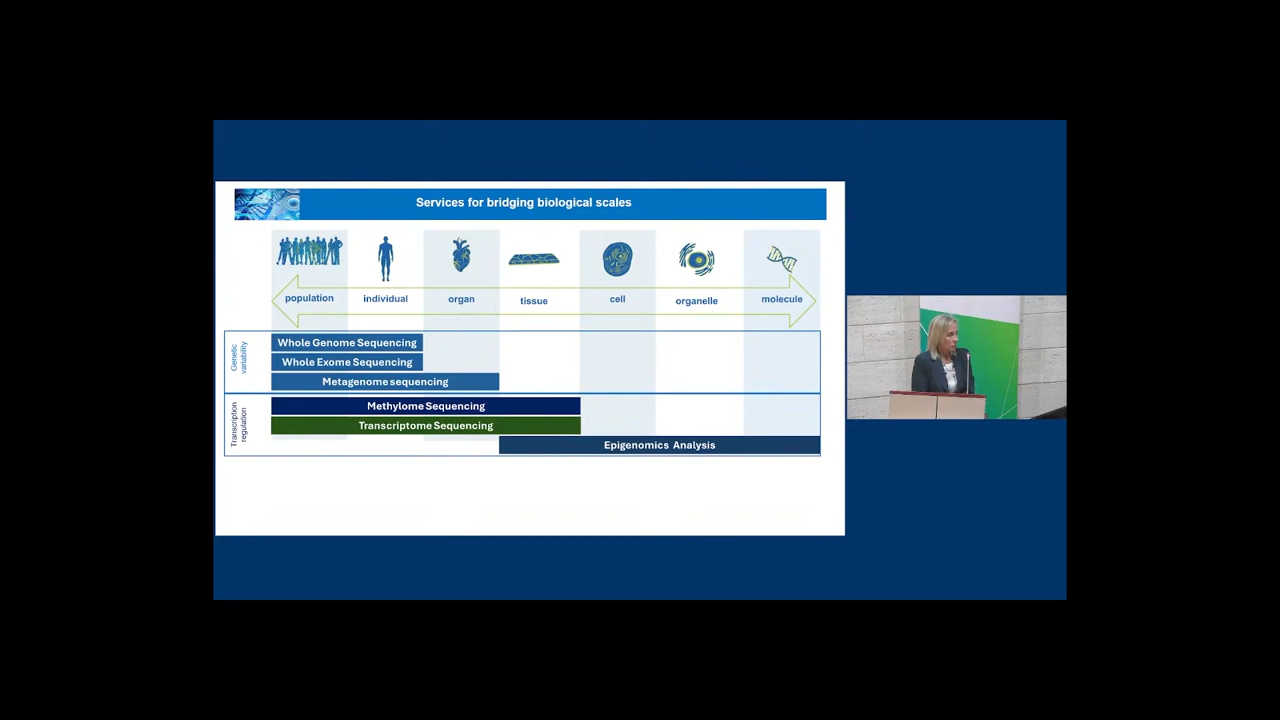 Services for bridging biological scales
population
individual
organ
tissue
cell
organelle
molecule
Genetic
variability
Whole Genome Sequencing
Whole Exome Sequencing
Metagenome sequencing
Transcription
regulation
Methylome Sequencing
Transcriptome Sequencing
Epigenomics Analysis